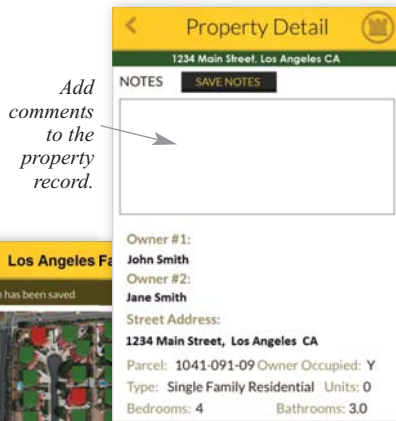 Property Detail
1234 Main Street, Los Angeles CA
NOTES SAVE NOTES
Add
comments
to the
property
record.
Owner #1:
John Smith
Owner #2:
Jane Smith
Street Address:
1234 Main Street, Los Angeles CA
Parcel: 1041-091-09 Owner Occupied: Y
Type: Single Family Residential Units: 0
Bedrooms: 4 Bathrooms: 3.0
Los Angeles Fa
has been saved